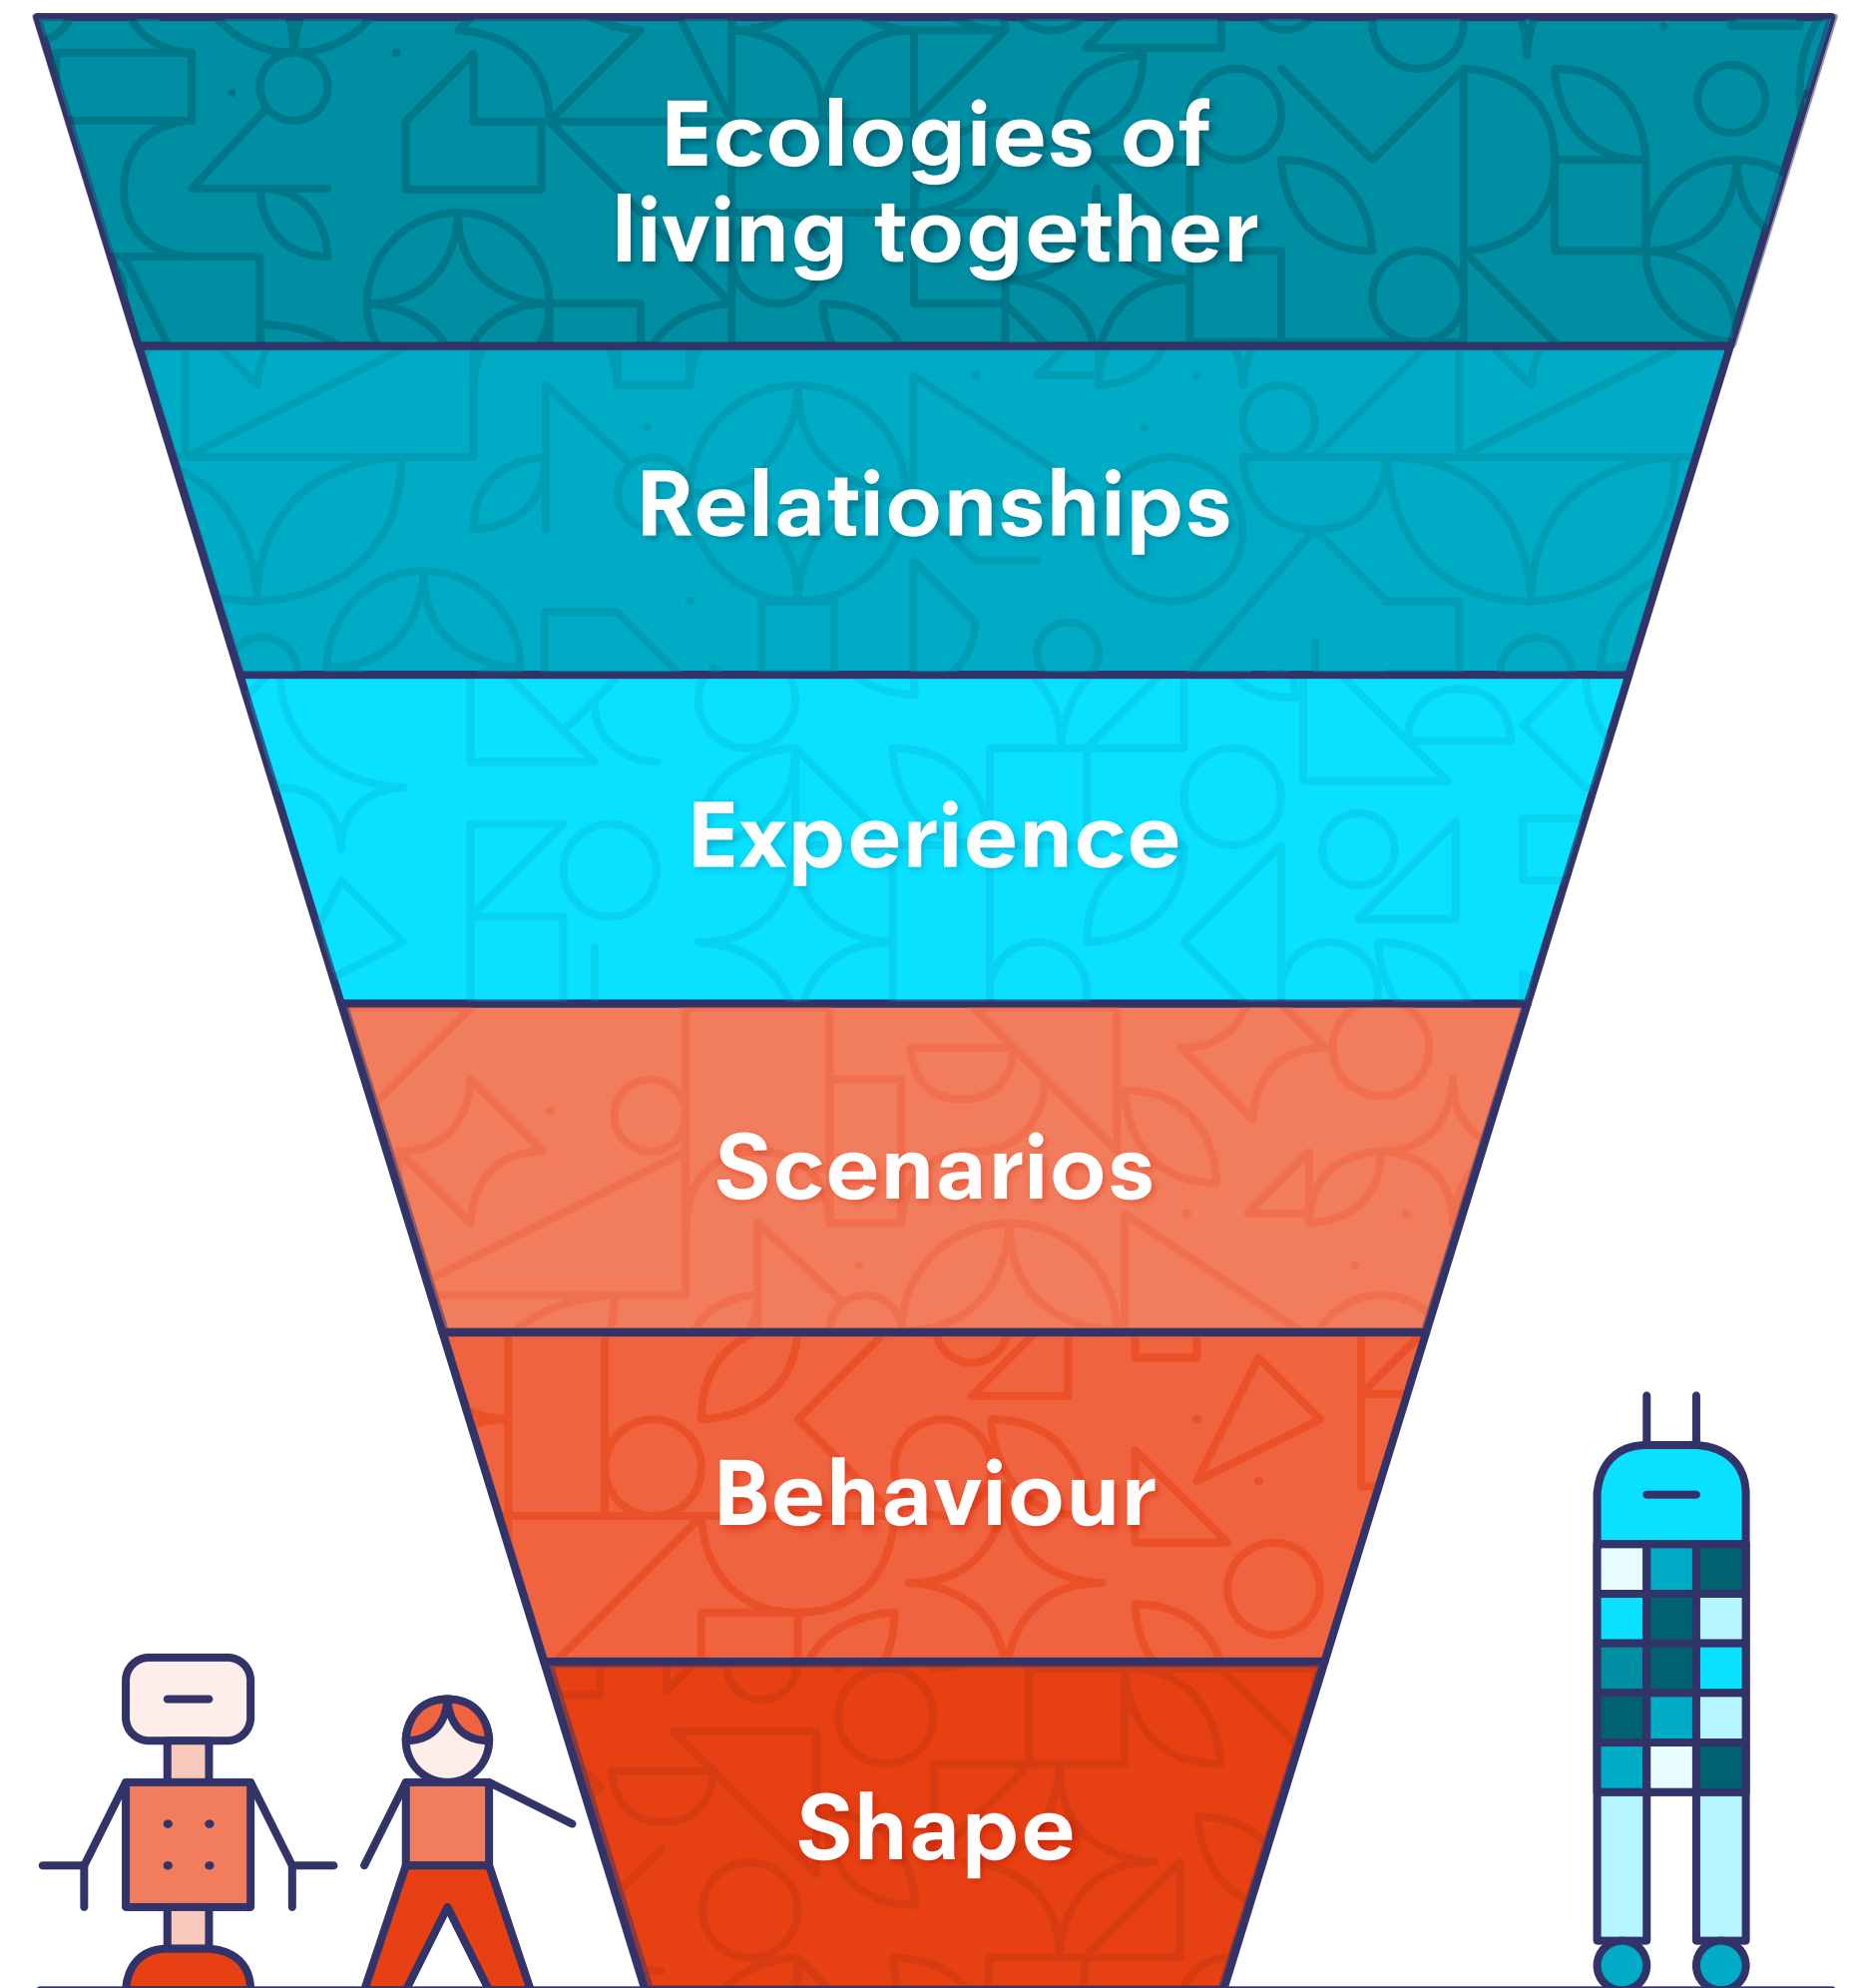 Ecologies of
living together
Relationships
Experience
Scenarios
Behaviour
Shape